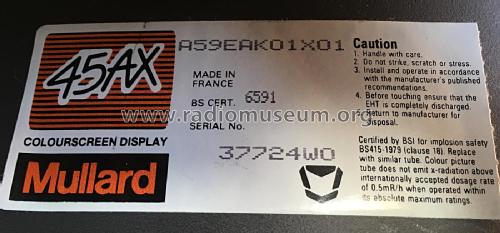 45AX
COLOURSCREEN DISPLAY
Mullard
A59EAK01X01
MADE IN
FRANCE
BS CERT. 6591
SERIAL No.
37724W0
Caution
1. Handle with care.
2. Do not strike, scratch or stress.
3. Install and operate in accordance
with the manufacturer's published
recommendations.
4. Before touching ensure that the
EHT is completely discharged.
Return to manufacturer for
disposal.
Certified by BSI for implosion safety
BS415-1979 (clause 18). Replace
with similar tube. Colour picture
tube does not emit x-radiation above
internationally accepted dosage rate
of 0.5mR/h when operated within
its absolute maximum ratings.
www.radiomuseum.org